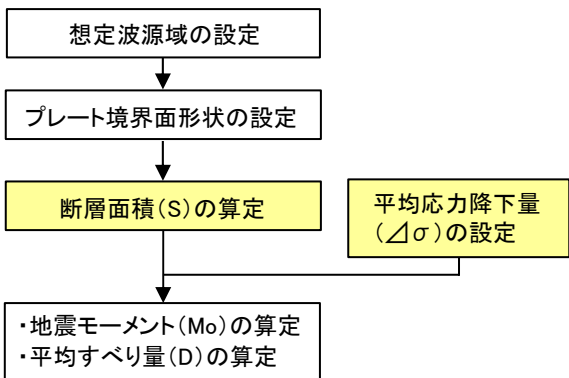 想定波源域の設定
プレート境界面形状の設定
断層面積(S)の算定
平均応力降下量
(⊿σ)の設定
・地震モーメント(Mo)の算定
・平均すべり量(D)の算定